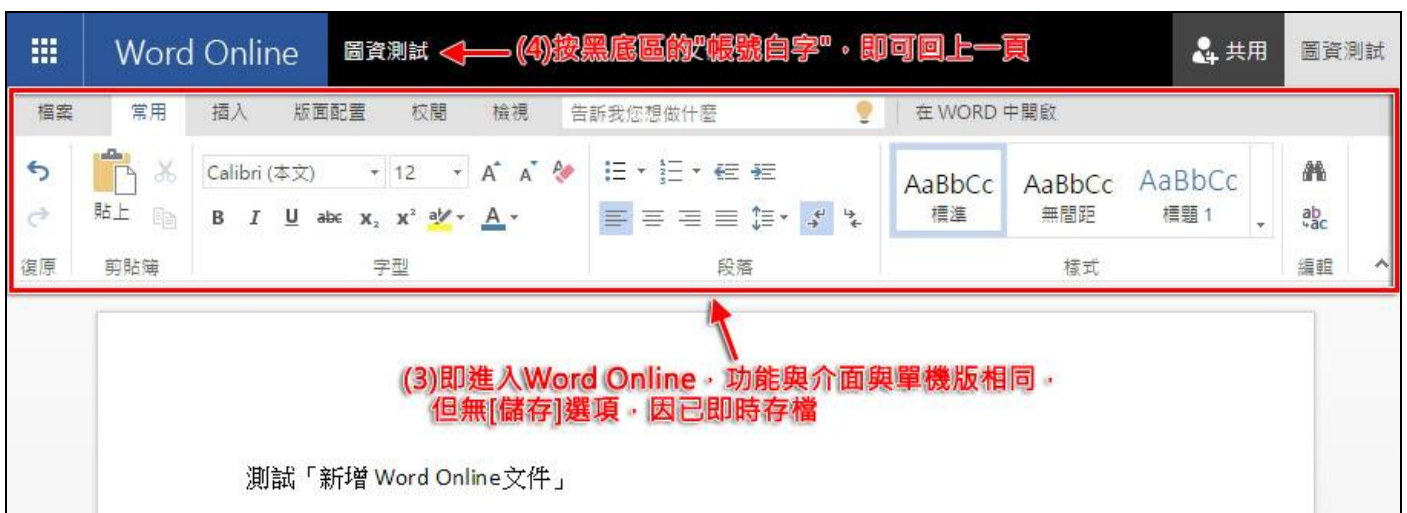 Word Online 圖資測試 (4)按黑底區的"帳號白字"，即可回上一頁 共用 圖資測試
檔案 常用 插入 版面配置 校閱 檢視 告訴我您想做什麼 在 WORD 中開啟
貼上 Calibri (本文) 12 A A
B I U abc x₂ x² ab A
AaBbCc AaBbCc AaBbCc
標準 無間距 標題 1
ab
ac
復原 剪貼簿 字型 段落 樣式 編輯
(3)即進入Word Online，功能與介面與單機版相同，
但無[儲存]選項，因已即時存檔
測試「新增 Word Online文件」